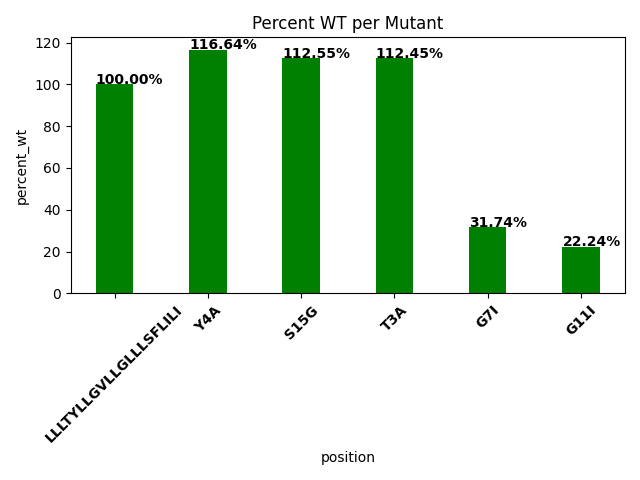 Percent WT per Mutant
percent_wt
120
100
80
60
40
20
0
100.00%
116.64%
112.55%
112.45%
31.74%
22.24%
LLLTYLLGVLLGLLLSFLILI
Y4A
S15G
T3A
G7I
G11I
position